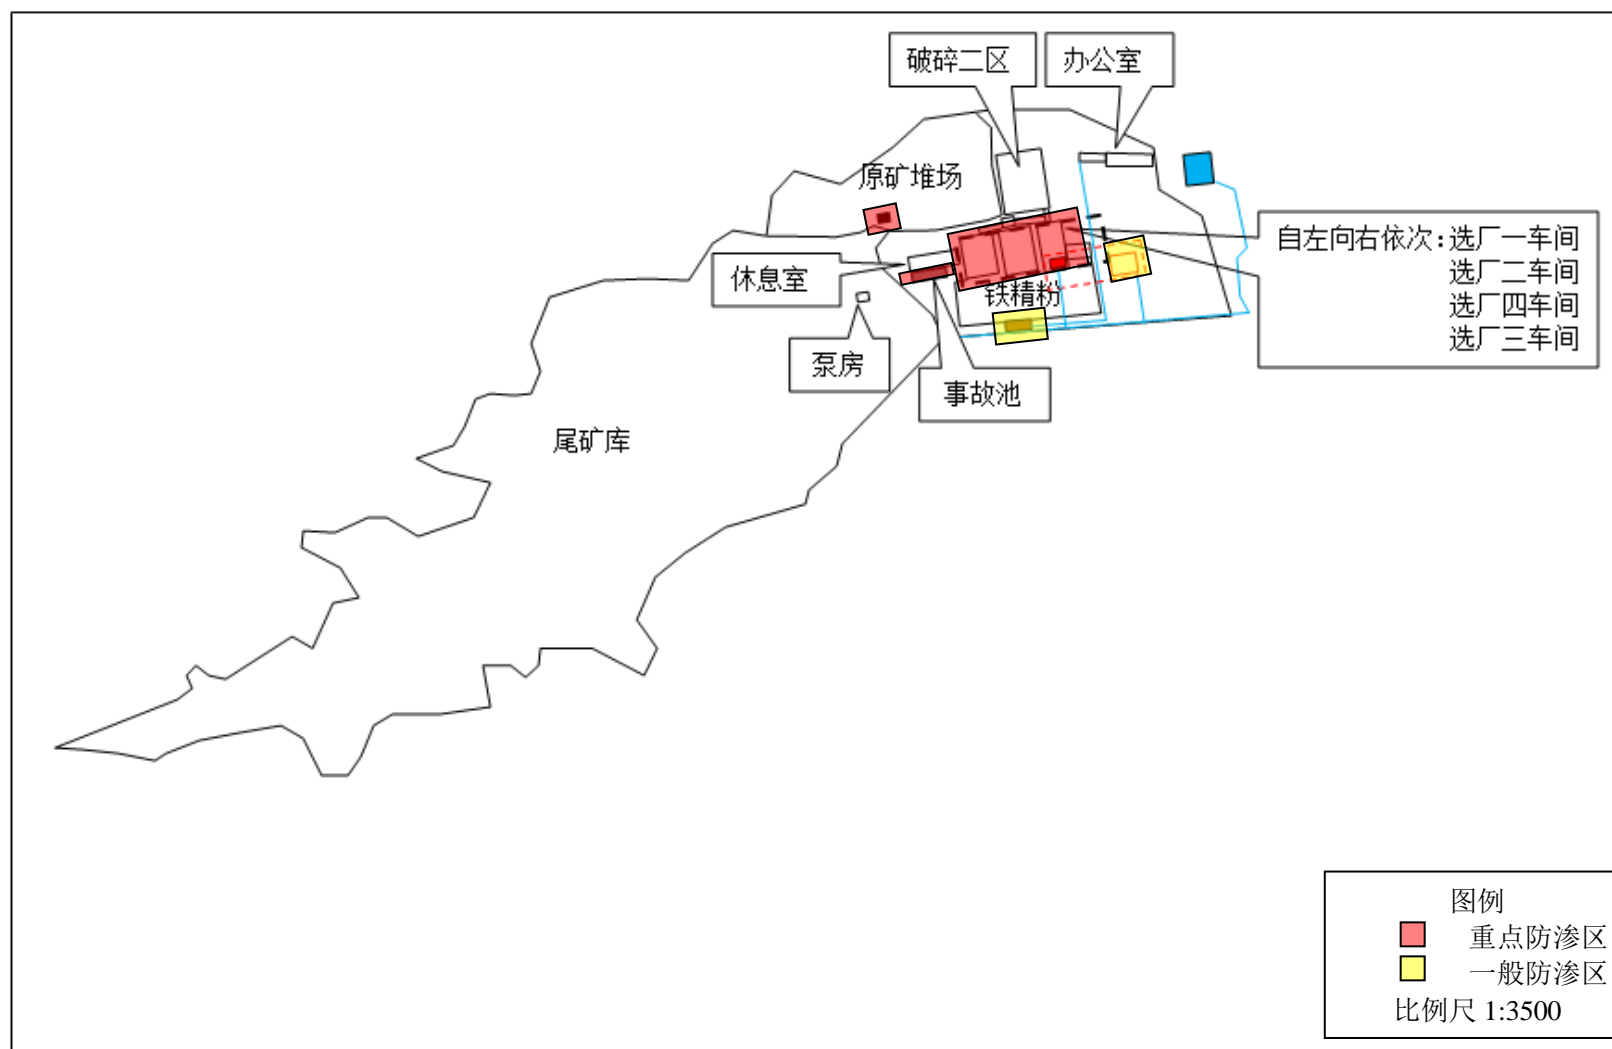 破碎二区
办公室
原矿堆场
自左向右依次:选厂一车间
选厂二车间
选厂四车间
选厂三车间
休息室
铁精粉
泵房
事故池
尾矿库
图例
重点防渗区
一般防渗区
比例尺 1:3500